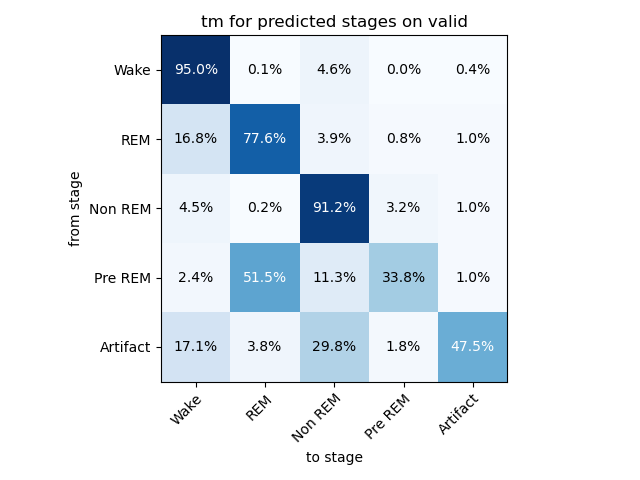 tm for predicted stages on valid
Wake 95.0% 0.1% 4.6% 0.0% 0.4%
REM 16.8% 77.6% 3.9% 0.8% 1.0%
Non REM 4.5% 0.2% 91.2% 3.2% 1.0%
Pre REM 2.4% 51.5% 11.3% 33.8% 1.0%
Artifact 17.1% 3.8% 29.8% 1.8% 47.5%
from stage
Wake REM Non REM Pre REM Artifact
to stage